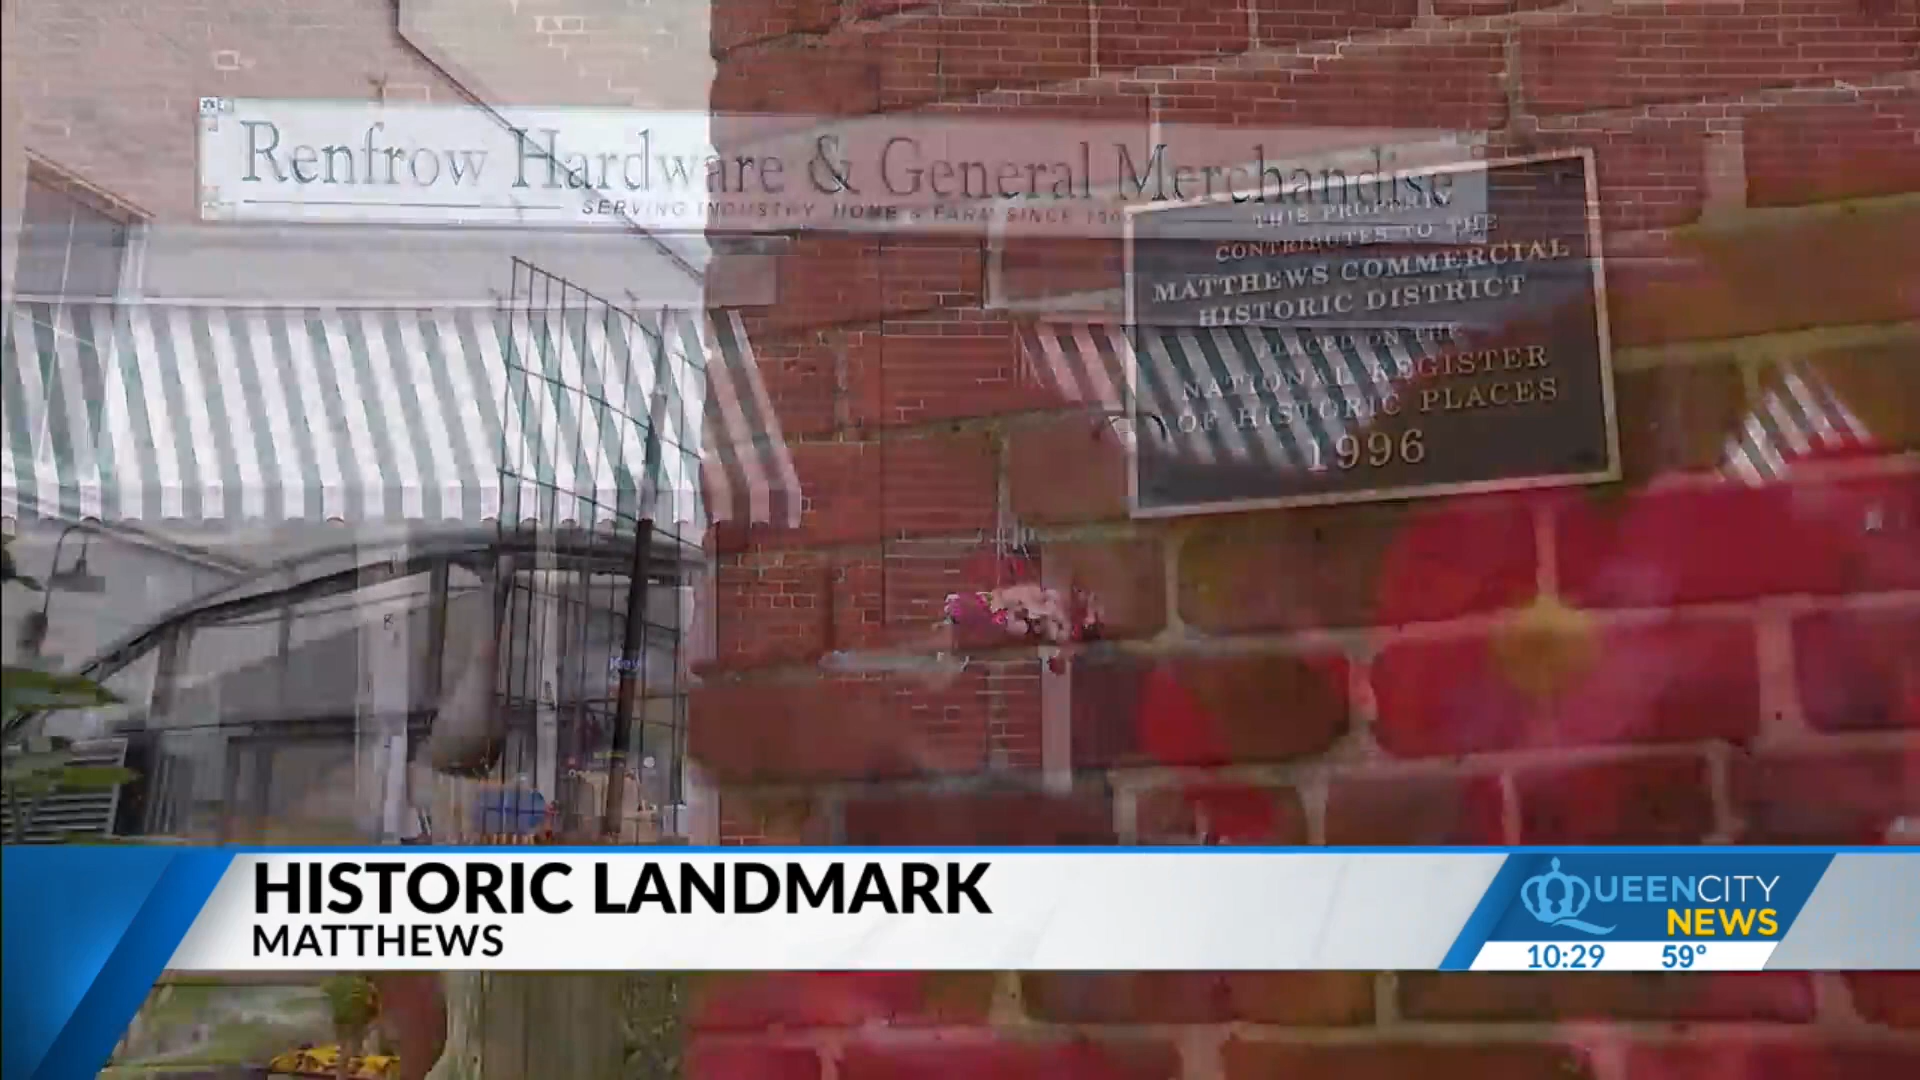 Renfrow Hardware & General Merchandise
SERVING INDUSTRY, HOME & FARM SINCE
THIS PROPERTY
CONTRIBUTES TO THE
MATTHEWS COMMERCIAL
HISTORIC DISTRICT
PLACED ON THE
NATIONAL REGISTER
OF HISTORIC PLACES
1996
HISTORIC LANDMARK
MATTHEWS
QUEENCITY
NEWS
10:29 59°